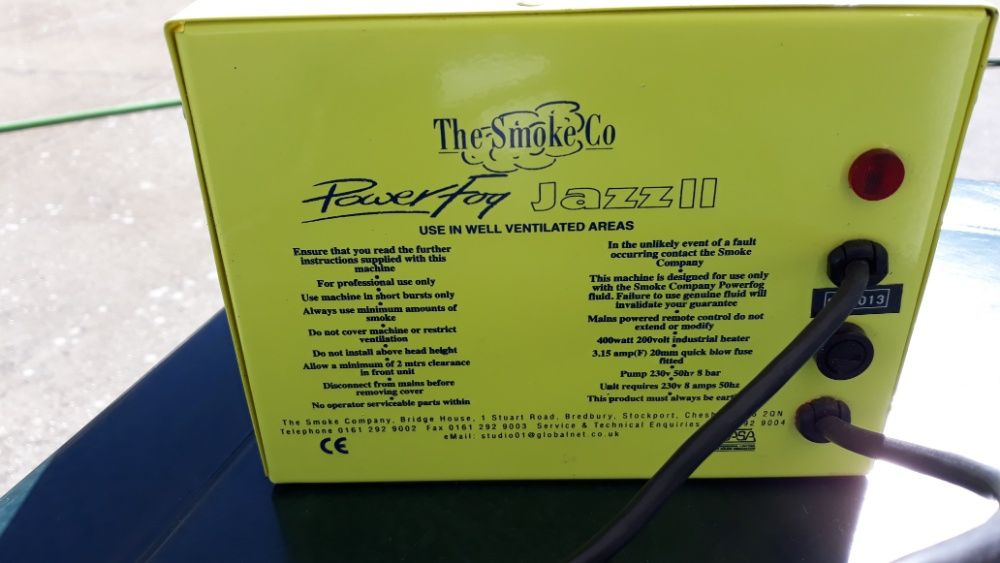 The Smoke Co
PowerFog Jazz II
USE IN WELL VENTILATED AREAS
Ensure that you read the further
instructions supplied with this
machine
For professional use only
Use machine in short bursts only
Always use minimum amounts of
smoke
Do not cover machine or restrict
ventilation
Do not install above head height
Allow a minimum of 2 mtrs clearance
in front unit
Disconnect from mains before
removing cover
No operator serviceable parts within
In the unlikely event of a fault
occurring contact the Smoke
Company
This machine is designed for use only
with the Smoke Company Powerfog
fluid. Failure to use genuine fluid will
invalidate your guarantee
Mains powered remote control do not
extend or modify
400watt 200volt industrial heater
3.15 amp(F) 20mm quick blow fuse
fitted
Pump 230v 50hv 8 bar
Unit requires 230v 8 amps 50hz
This product must always be
013
The Smoke Company, Bridge House, 1 Stuart Road, Bredbury, Stockport, 2QN
Telephone 0161 292 9002 Fax 0161 292 9003 Service & Technical Enquiries 9004
eMail: studio01@globalnet.co.uk
CE